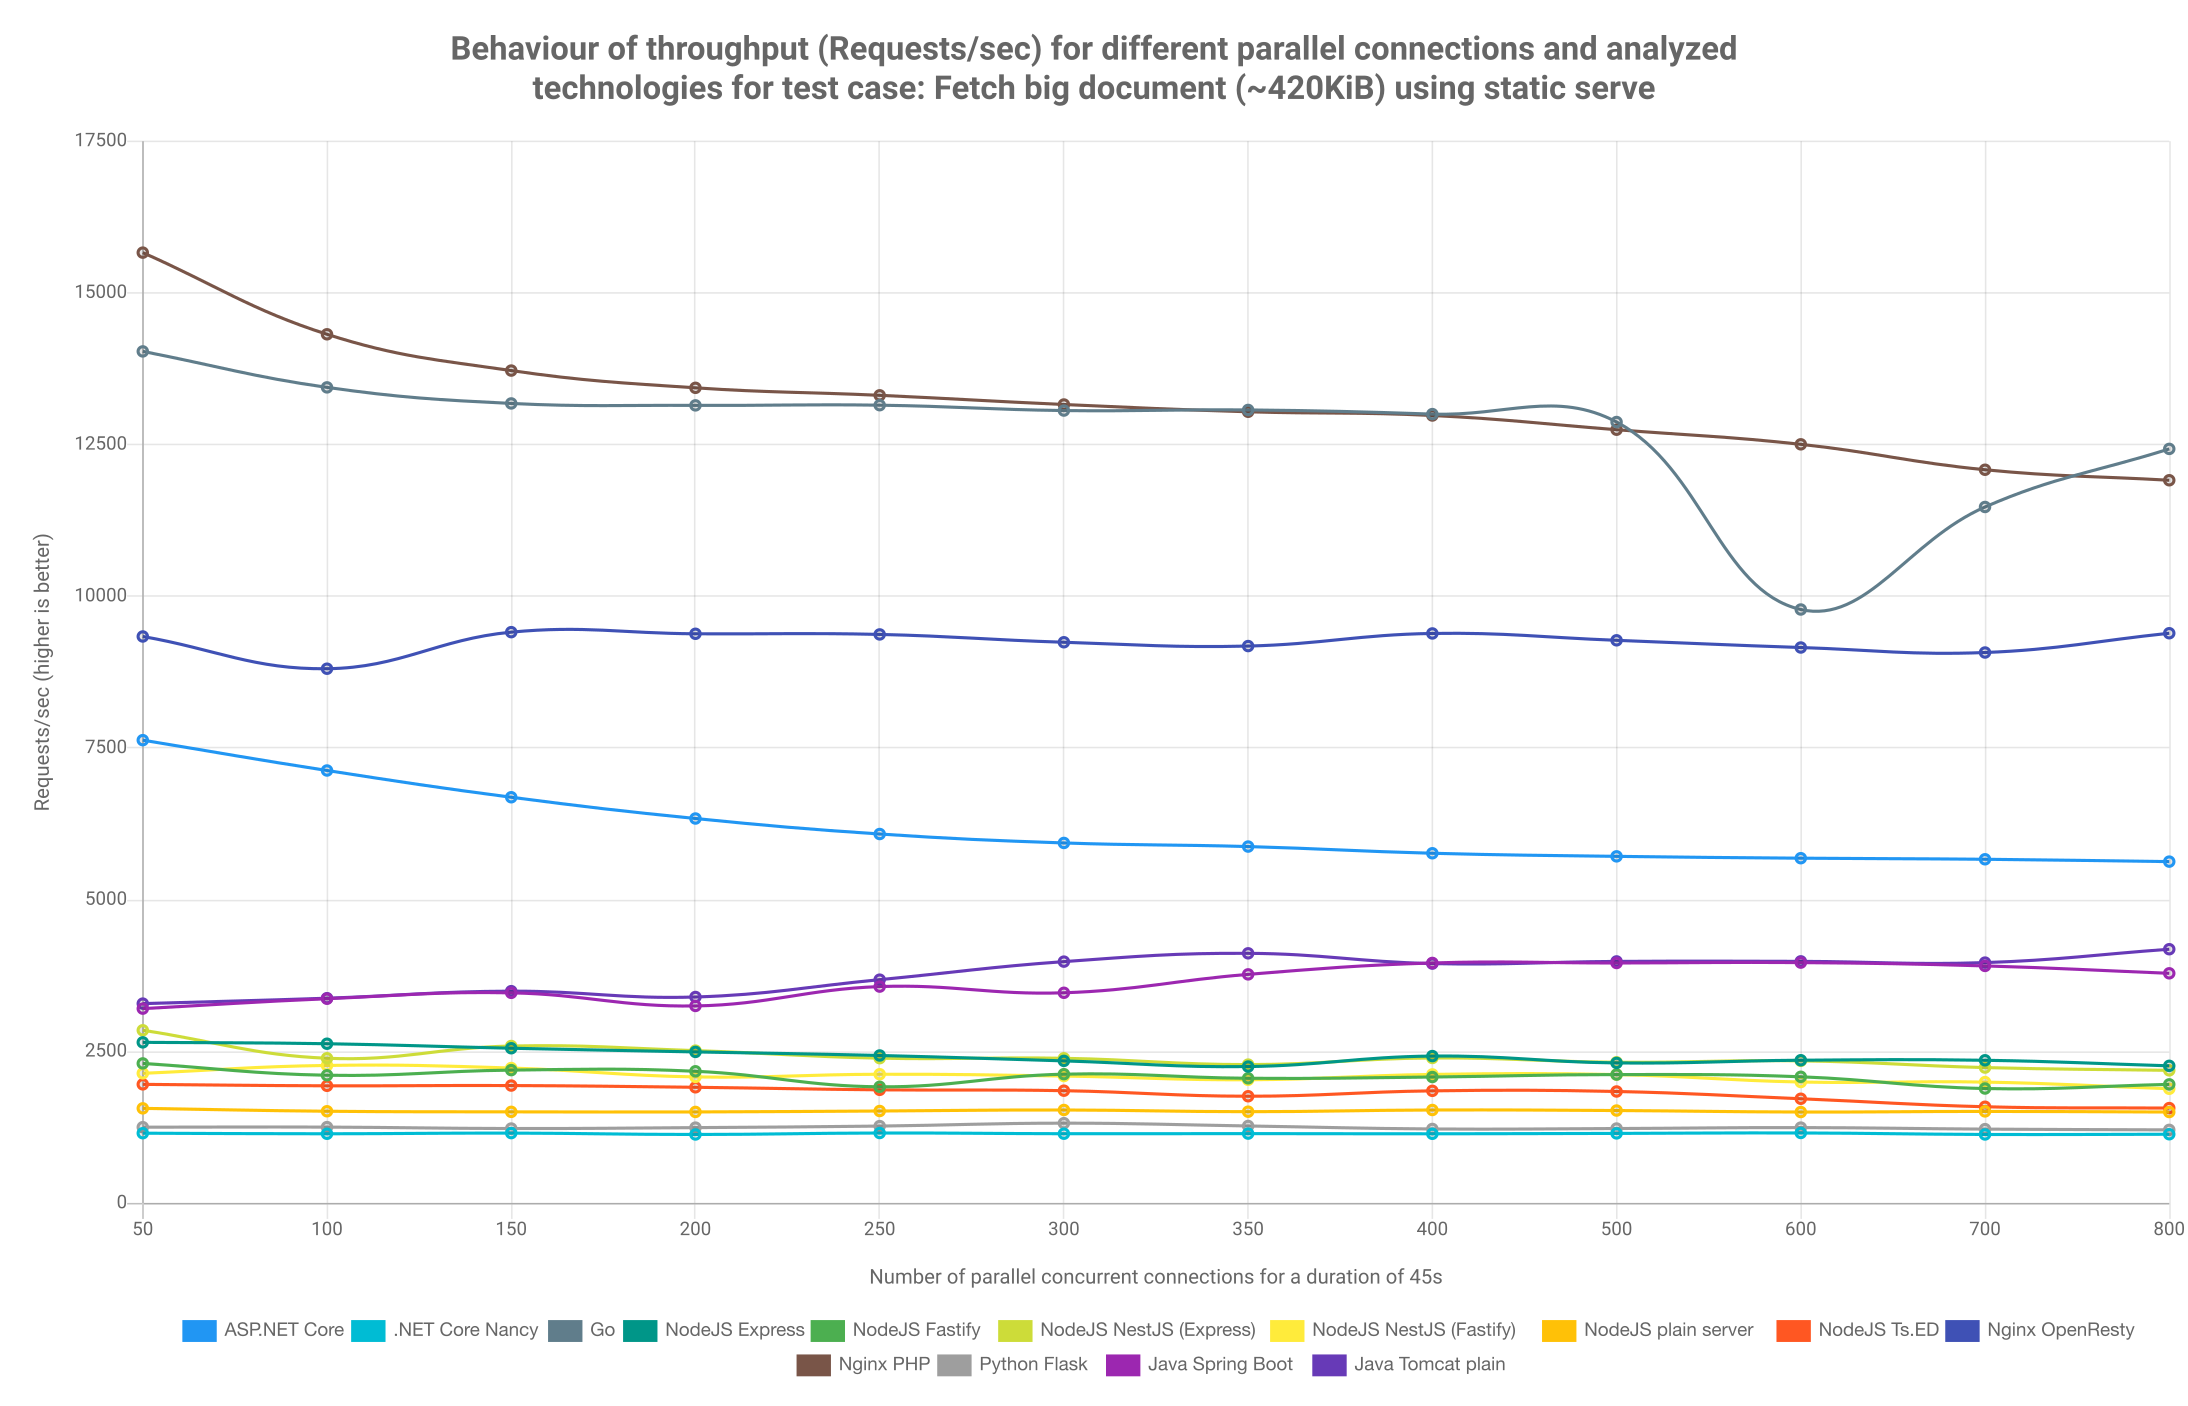 Behaviour of throughput (Requests/sec) for different parallel connections and analyzed
technologies for test case: Fetch big document (~420KiB) using static serve
17500
15000
12500
10000
7500
5000
2500
0
Requests/sec (higher is better)
50 100 150 200 250 300 350 400 500 600 700 800
Number of parallel concurrent connections for a duration of 45s
ASP.NET Core .NET Core Nancy Go NodeJS Express NodeJS Fastify NodeJS NestJS (Express) NodeJS NestJS (Fastify) NodeJS plain server NodeJS Ts.ED Nginx OpenResty
Nginx PHP Python Flask Java Spring Boot Java Tomcat plain